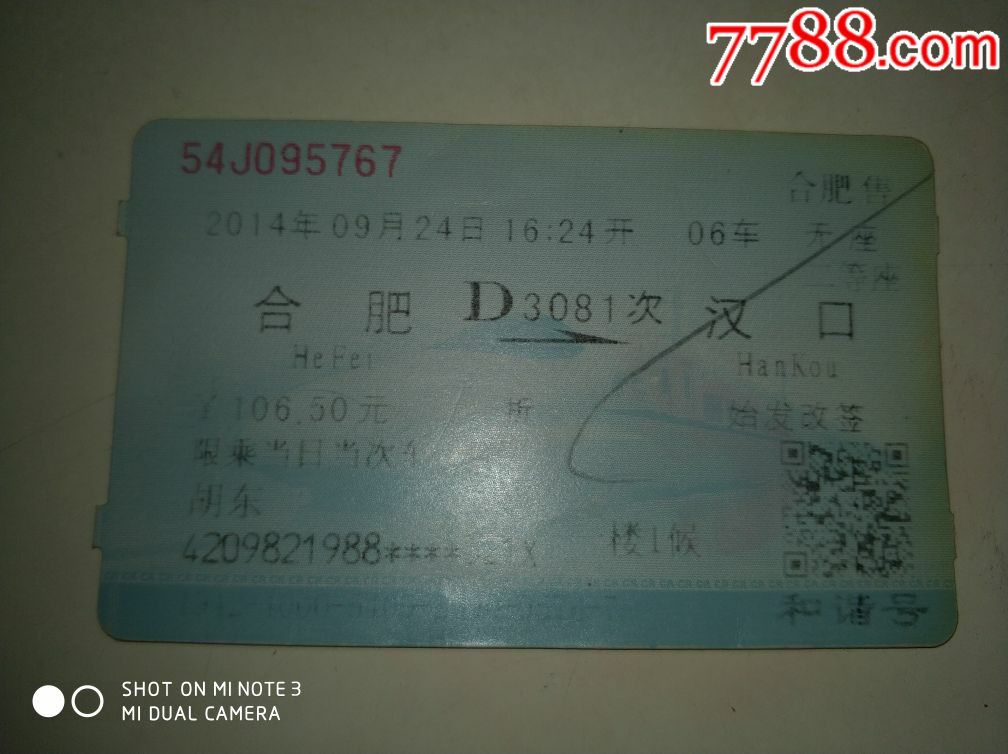 7788.com
54J095767
合肥售
2014年09月24日 16:24开 06车 无座
二等座
合肥 D3081次 汉口
HeFei HanKou
￥106.50元 折 始发改签
限乘当日当次车
胡东
4209821988**** X
楼1候
和谐号
SHOT ON MI NOTE 3
MI DUAL CAMERA